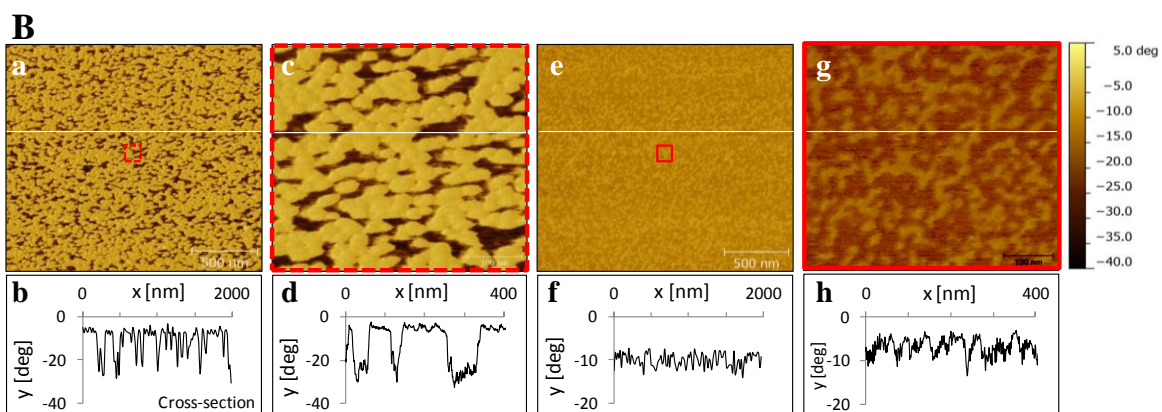 B
a
c
e
g
500 nm
100 nm
500 nm
100 nm
5.0 deg
−5.0
−10.0
−15.0
−20.0
−25.0
−30.0
−35.0
−40.0
b
0
x [nm]
2000
0
-20
-40
y [deg]
Cross-section
d
0
x [nm]
400
0
-20
-40
y [deg]
f
0
x [nm]
2000
0
-10
-20
y [deg]
h
0
x [nm]
400
0
-10
-20
y [deg]